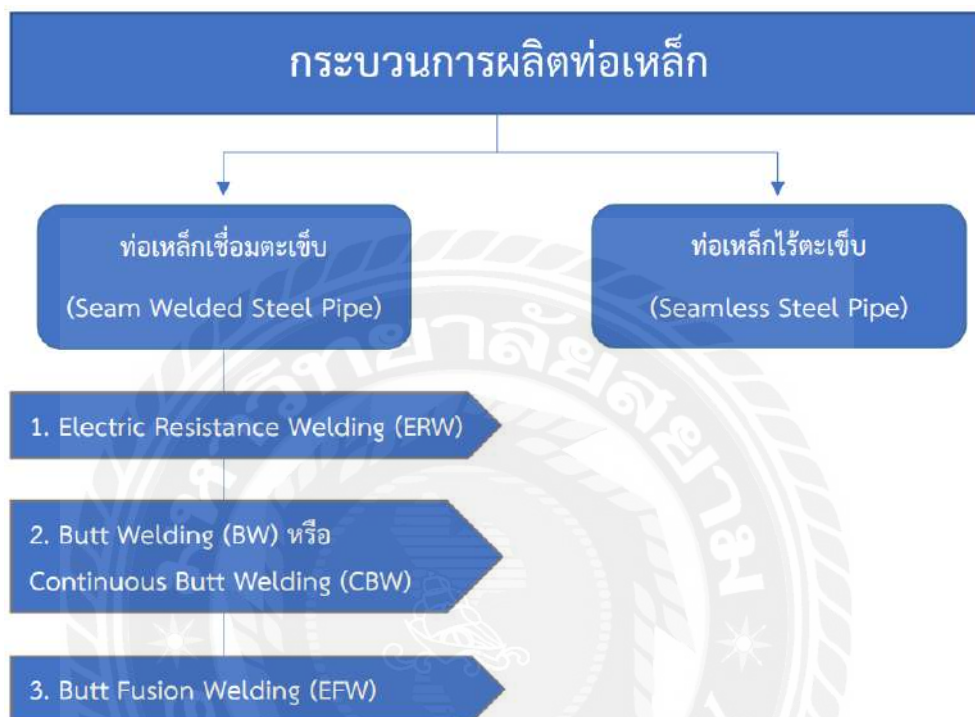 กระบวนการผลิตท่อเหล็ก
ท่อเหล็กเชื่อมตะเข็บ
(Seam Welded Steel Pipe)
ท่อเหล็กไร้ตะเข็บ
(Seamless Steel Pipe)
1. Electric Resistance Welding (ERW)
2. Butt Welding (BW) หรือ
Continuous Butt Welding (CBW)
3. Butt Fusion Welding (EFW)